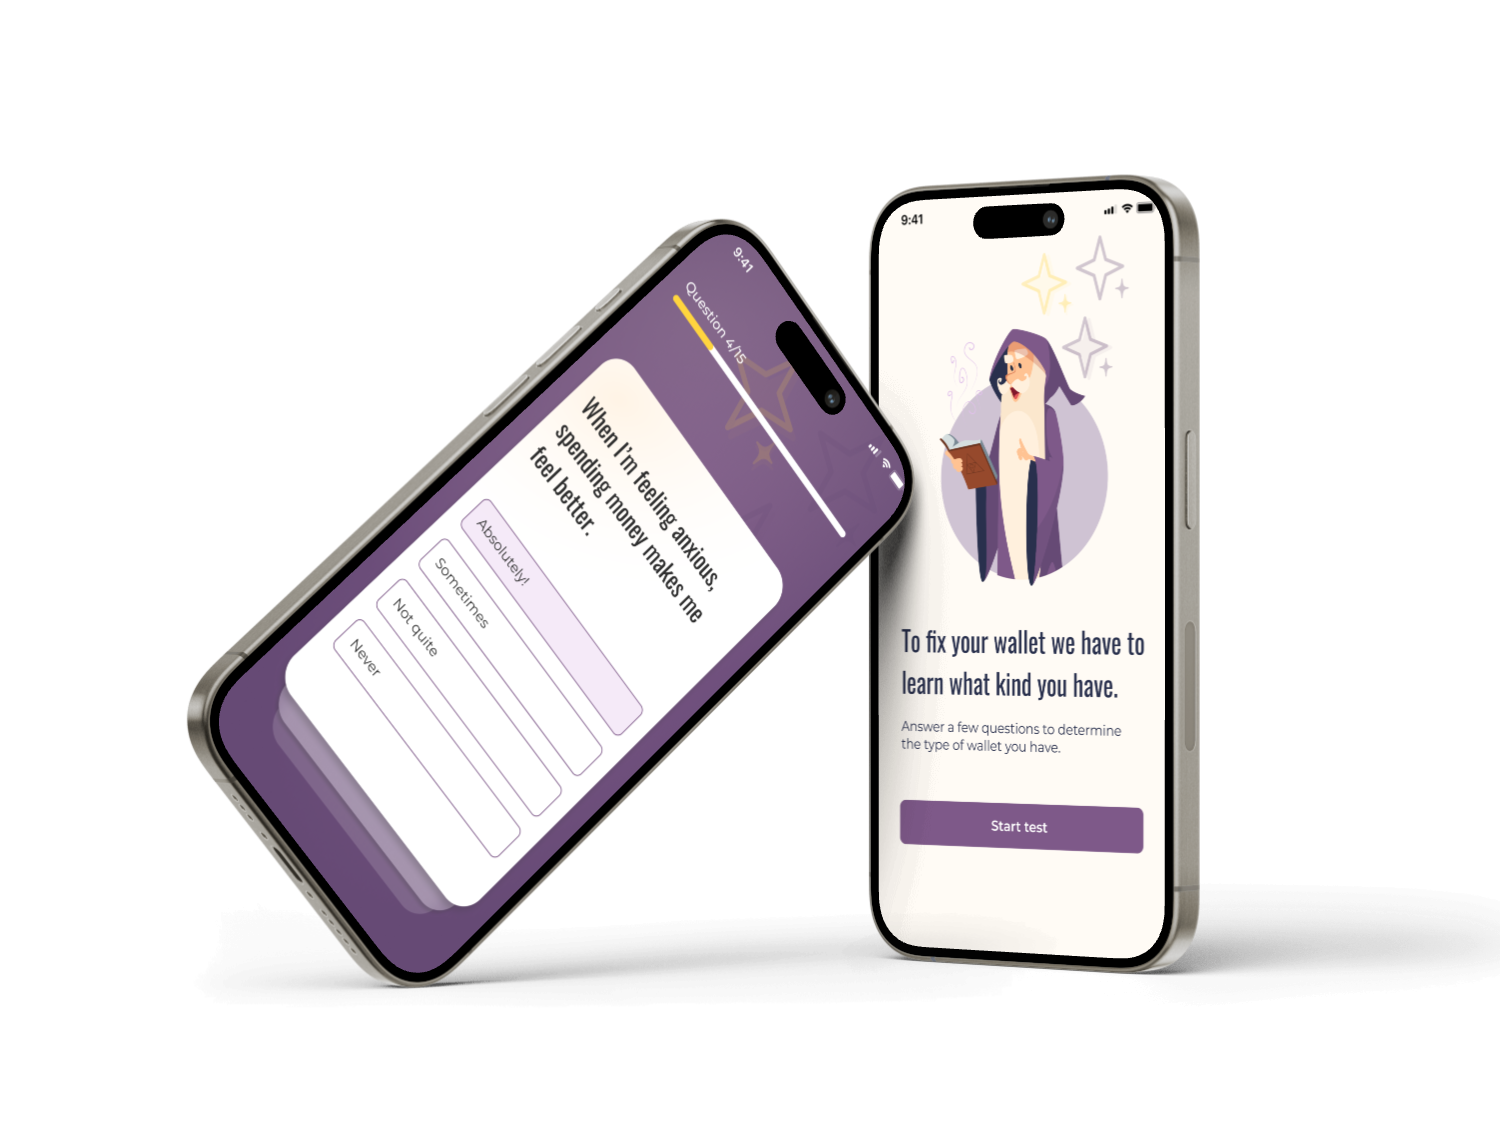 9:41
Question 4/15
When I'm feeling anxious,
spending money makes me
feel better.
Absolutely!
Sometimes
Not quite
Never
9:41
To fix your wallet we have to
learn what kind you have.
Answer a few questions to determine
the type of wallet you have.
Start test